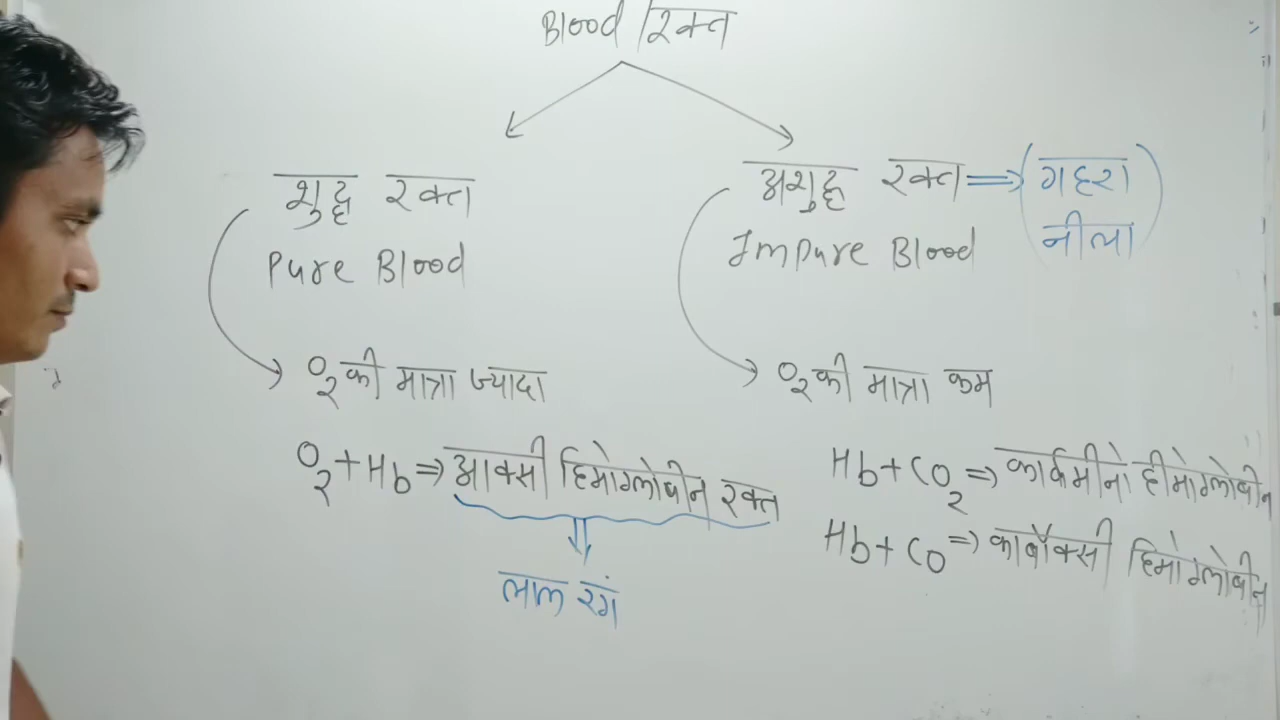 Blood/रक्त
शुद्ध रक्त
Pure Blood
O₂ की मात्रा ज्यादा
O₂ + Hb ⇒ आक्सी हिमोग्लोबीन रक्त
लाल रंग
अशुद्ध रक्त ⇒ (गहरा
नीला)
Impure Blood
O₂ की मात्रा कम
Hb + CO₂ ⇒ कार्बमीनो हीमोग्लोबीन
Hb + CO ⇒ कार्बोक्सी हिमोग्लोबीन